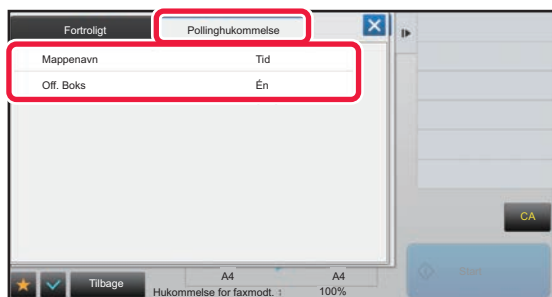 Fortroligt Pollinghukommelse
Mappenavn Tid
Off. Boks Én
CA
Start
Tilbage
A4 A4
Hukommelse for faxmodt. : 100%